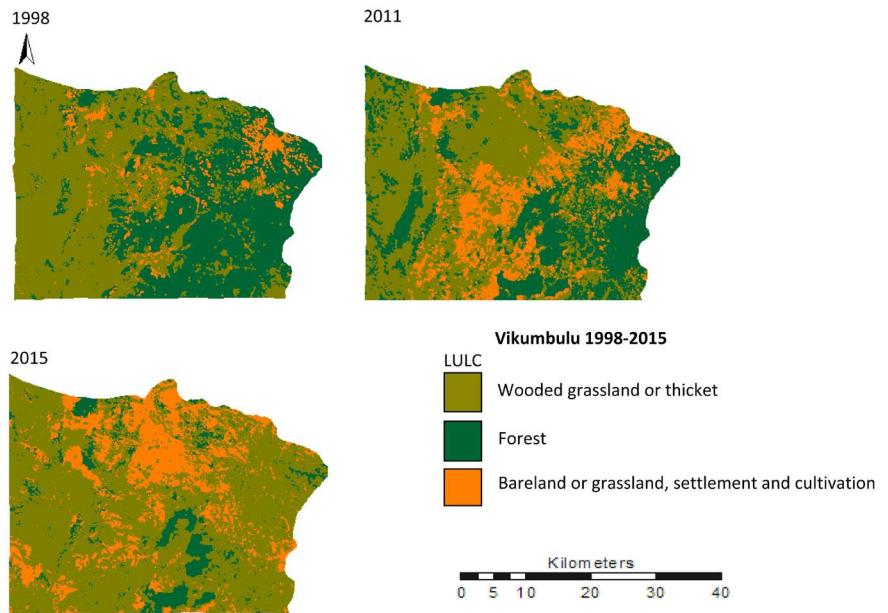 1998
2011
2015
Vikumbulu 1998-2015
LULC
Wooded grassland or thicket
Forest
Bareland or grassland, settlement and cultivation
Kilometers
0 5 10 20 30 40